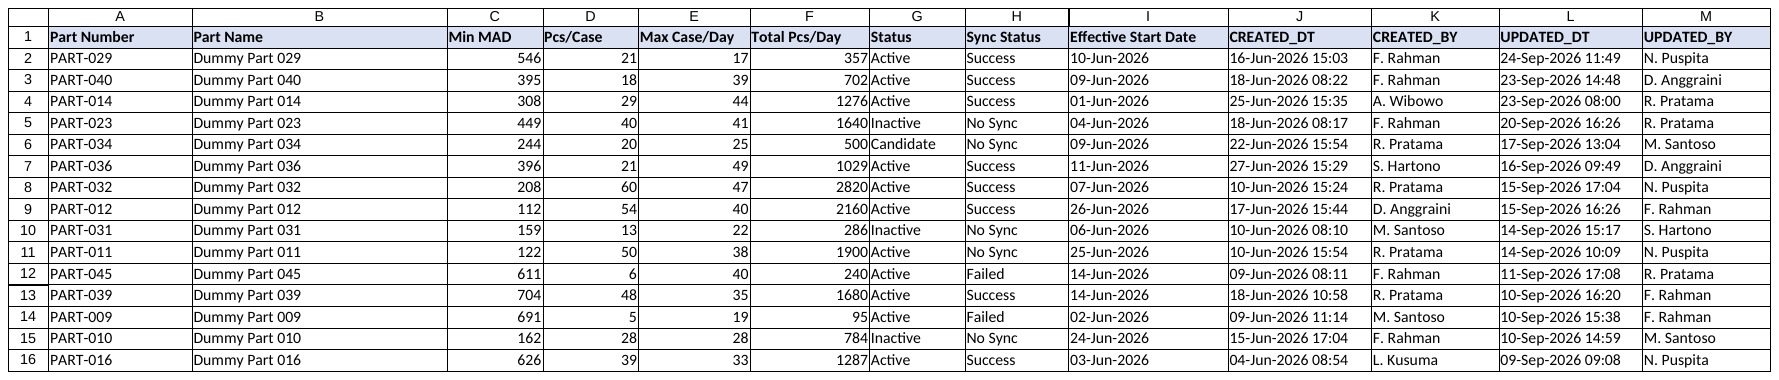 A B C D E F G H I J K L M
1 Part Number Part Name Min MAD Pcs/Case Max Case/Day Total Pcs/Day Status Sync Status Effective Start Date CREATED_DT CREATED_BY UPDATED_DT UPDATED_BY
2 PART-029 Dummy Part 029 546 21 17 357 Active Success 10-Jun-2026 16-Jun-2026 15:03 F. Rahman 24-Sep-2026 11:49 N. Puspita
3 PART-040 Dummy Part 040 395 18 39 702 Active Success 09-Jun-2026 18-Jun-2026 08:22 F. Rahman 23-Sep-2026 14:48 D. Anggraini
4 PART-014 Dummy Part 014 308 29 44 1276 Active Success 01-Jun-2026 25-Jun-2026 15:35 A. Wibowo 23-Sep-2026 08:00 R. Pratama
5 PART-023 Dummy Part 023 449 40 41 1640 Inactive No Sync 04-Jun-2026 18-Jun-2026 08:17 F. Rahman 20-Sep-2026 16:26 R. Pratama
6 PART-034 Dummy Part 034 244 20 25 500 Candidate No Sync 09-Jun-2026 22-Jun-2026 15:54 R. Pratama 17-Sep-2026 13:04 M. Santoso
7 PART-036 Dummy Part 036 396 21 49 1029 Active Success 11-Jun-2026 27-Jun-2026 15:29 S. Hartono 16-Sep-2026 09:49 D. Anggraini
8 PART-032 Dummy Part 032 208 60 47 2820 Active Success 07-Jun-2026 10-Jun-2026 15:24 R. Pratama 15-Sep-2026 17:04 N. Puspita
9 PART-012 Dummy Part 012 112 54 40 2160 Active Success 26-Jun-2026 17-Jun-2026 15:44 D. Anggraini 15-Sep-2026 16:26 F. Rahman
10 PART-031 Dummy Part 031 159 13 22 286 Inactive No Sync 06-Jun-2026 10-Jun-2026 08:10 M. Santoso 14-Sep-2026 15:17 S. Hartono
11 PART-011 Dummy Part 011 122 50 38 1900 Active No Sync 25-Jun-2026 10-Jun-2026 15:54 R. Pratama 14-Sep-2026 10:09 N. Puspita
12 PART-045 Dummy Part 045 611 6 40 240 Active Failed 14-Jun-2026 09-Jun-2026 08:11 F. Rahman 11-Sep-2026 17:08 R. Pratama
13 PART-039 Dummy Part 039 704 48 35 1680 Active Success 14-Jun-2026 18-Jun-2026 10:58 R. Pratama 10-Sep-2026 16:20 F. Rahman
14 PART-009 Dummy Part 009 691 5 19 95 Active Failed 02-Jun-2026 09-Jun-2026 11:14 M. Santoso 10-Sep-2026 15:38 F. Rahman
15 PART-010 Dummy Part 010 162 28 28 784 Inactive No Sync 24-Jun-2026 15-Jun-2026 17:04 F. Rahman 10-Sep-2026 14:59 M. Santoso
16 PART-016 Dummy Part 016 626 39 33 1287 Active Success 03-Jun-2026 04-Jun-2026 08:54 L. Kusuma 09-Sep-2026 09:08 N. Puspita